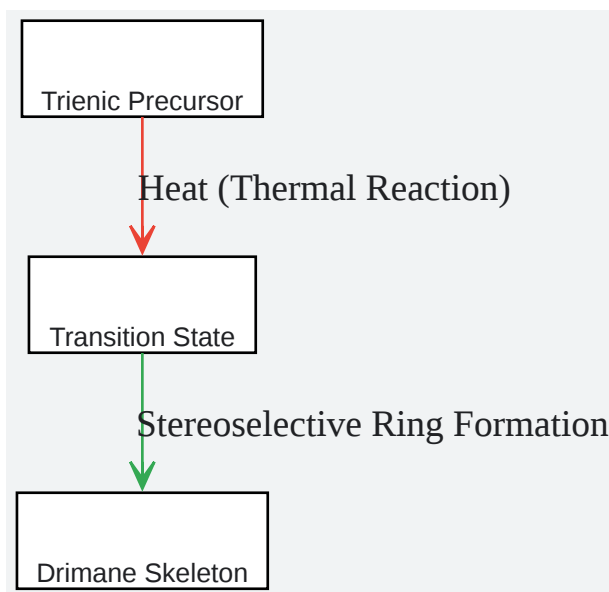 Trienic Precursor
Heat (Thermal Reaction)
Transition State
Stereoselective Ring Formation
Drimane Skeleton